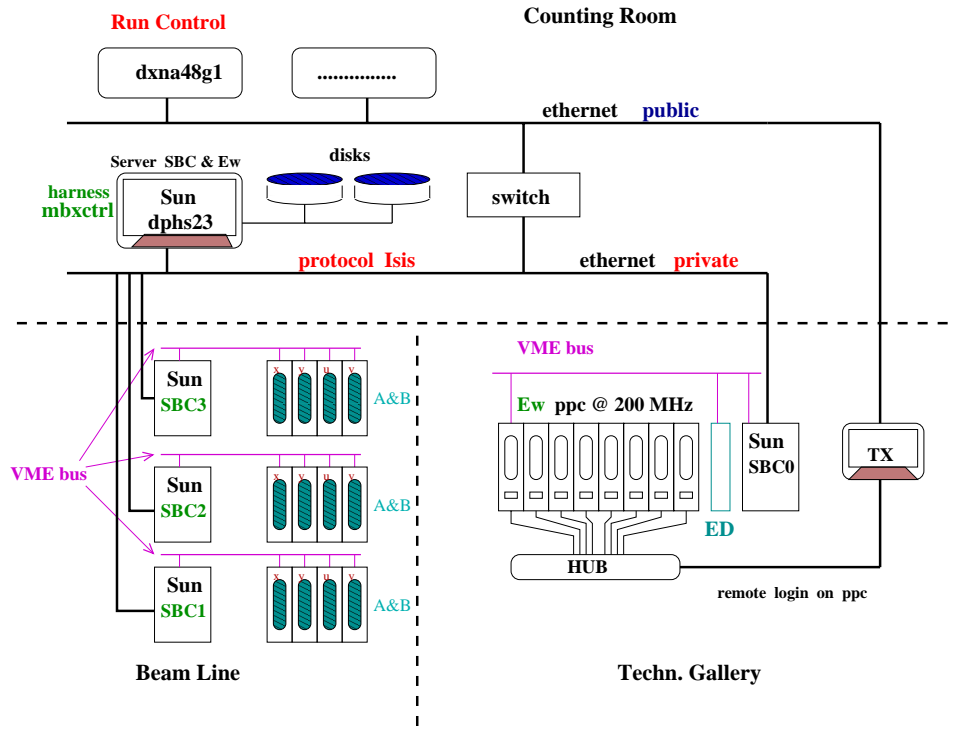 Counting Room
Run Control
dxna48g1
...............
ethernet public
Server SBC & Ew
disks
harness
mbxctrl
Sun
dphs23
switch
protocol Isis
ethernet private
VME bus
Sun
SBC3
x y u v
A&B
VME bus
Sun
SBC2
x y u v
A&B
Sun
SBC1
x y u v
A&B
Beam Line
Ew ppc @ 200 MHz
Sun
SBC0
ED
TX
HUB
remote login on ppc
Techn. Gallery